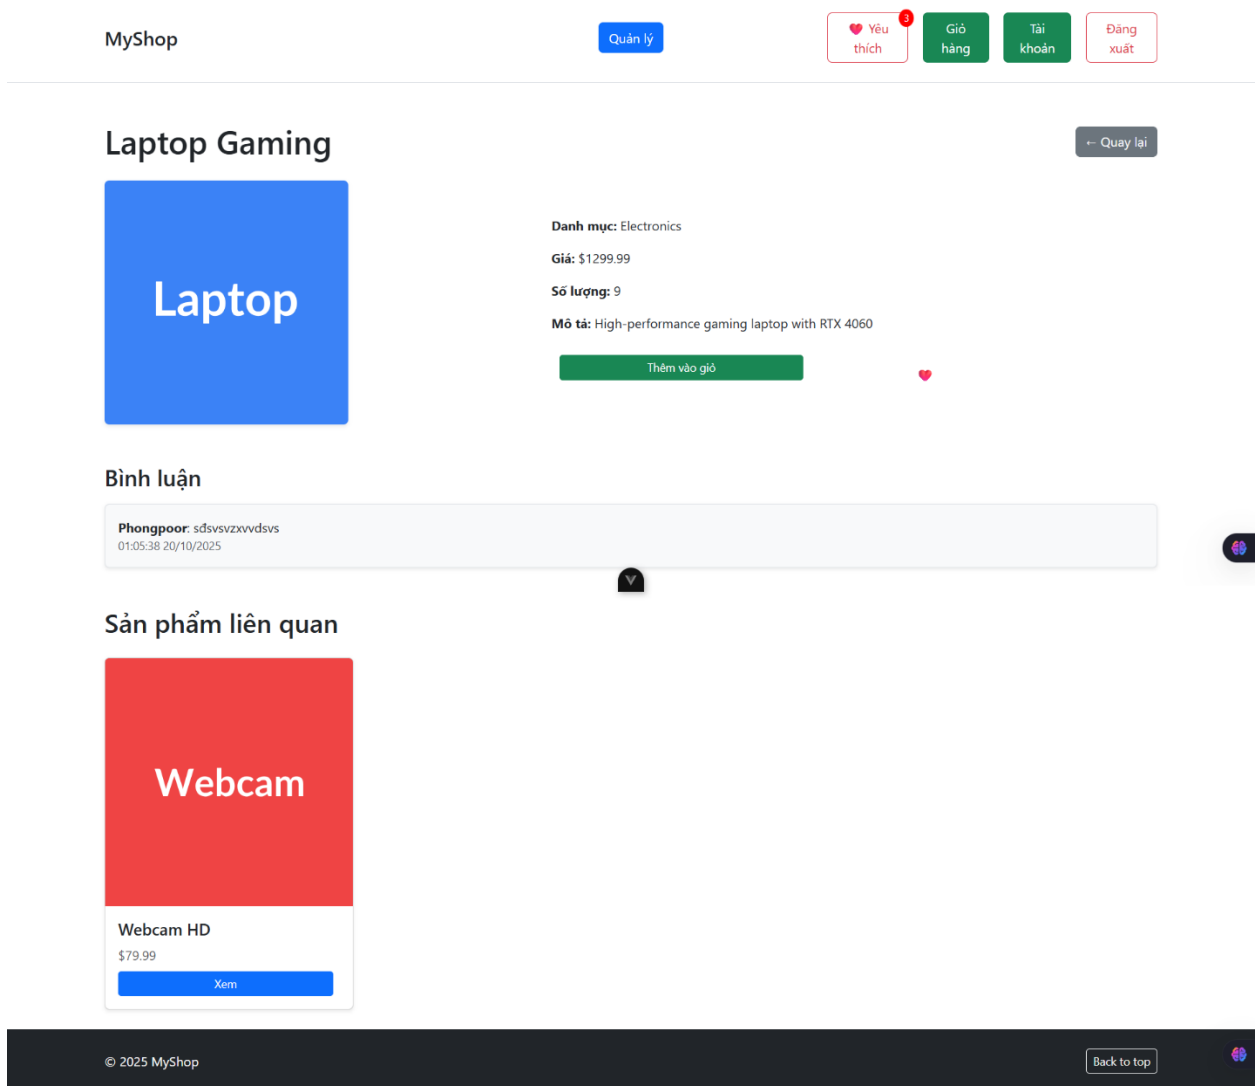 MyShop
Quản lý
Yêu thích
3
Giỏ hàng
Tài khoản
Đăng xuất
Laptop Gaming
← Quay lại
Laptop
Danh mục: Electronics
Giá: $1299.99
Số lượng: 9
Mô tả: High-performance gaming laptop with RTX 4060
Thêm vào giỏ
Bình luận
Phongpoor: sđsvsvzxvvdsvs
01:05:38 20/10/2025
Sản phẩm liên quan
Webcam
Webcam HD
$79.99
Xem
© 2025 MyShop
Back to top